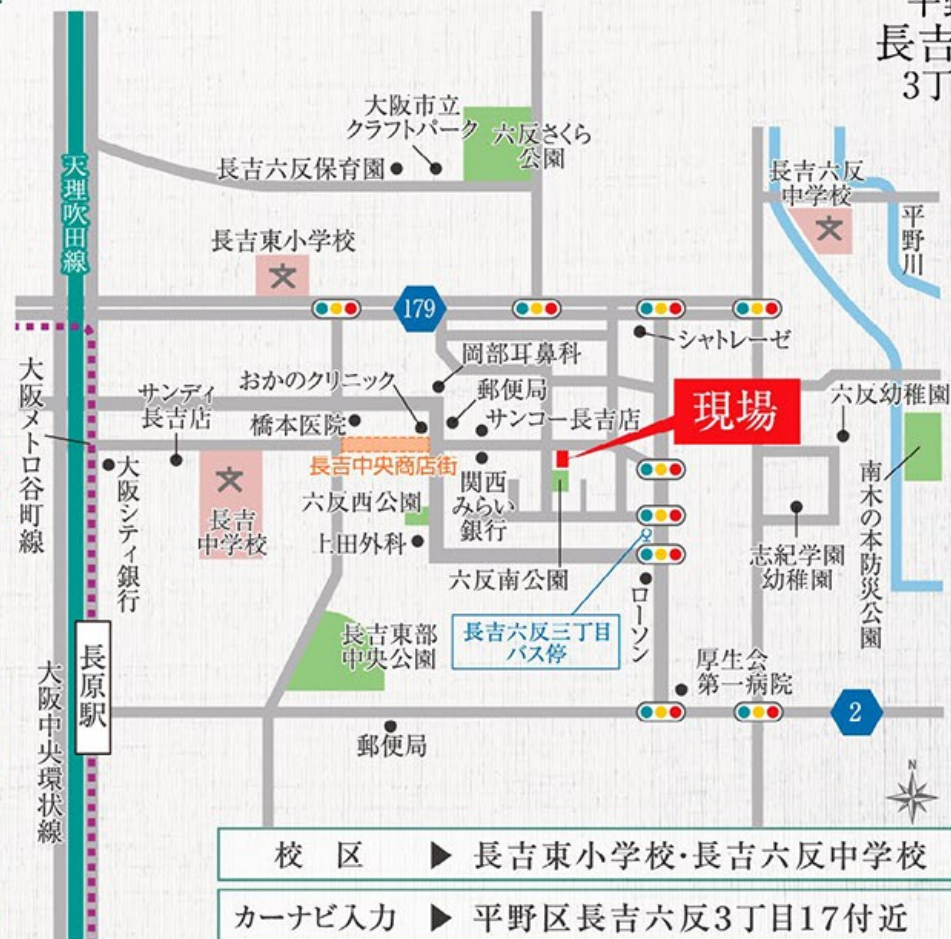 長吉
3丁
大阪市立
クラフトパーク
六反さくら
公園
長吉六反保育園
天理吹田線
長吉六反
中学校
平野川
長吉東小学校
179
シャトレーゼ
岡部耳鼻科
おかのクリニック
郵便局
サンディ
長吉店
橋本医院
サンコー長吉店
現場
六反幼稚園
大阪メトロ谷町線
長吉中央商店街
大阪シティ銀行
関西
みらい
銀行
南木の本防災公園
六反西公園
長吉
中学校
上田外科
志紀学園
幼稚園
六反南公園
ローソン
長吉六反三丁目
バス停
長吉東部
中央公園
長原駅
大阪中央環状線
厚生会
第一病院
2
郵便局
N
校区 ▶ 長吉東小学校・長吉六反中学校
カーナビ入力 ▶ 平野区長吉六反3丁目17付近